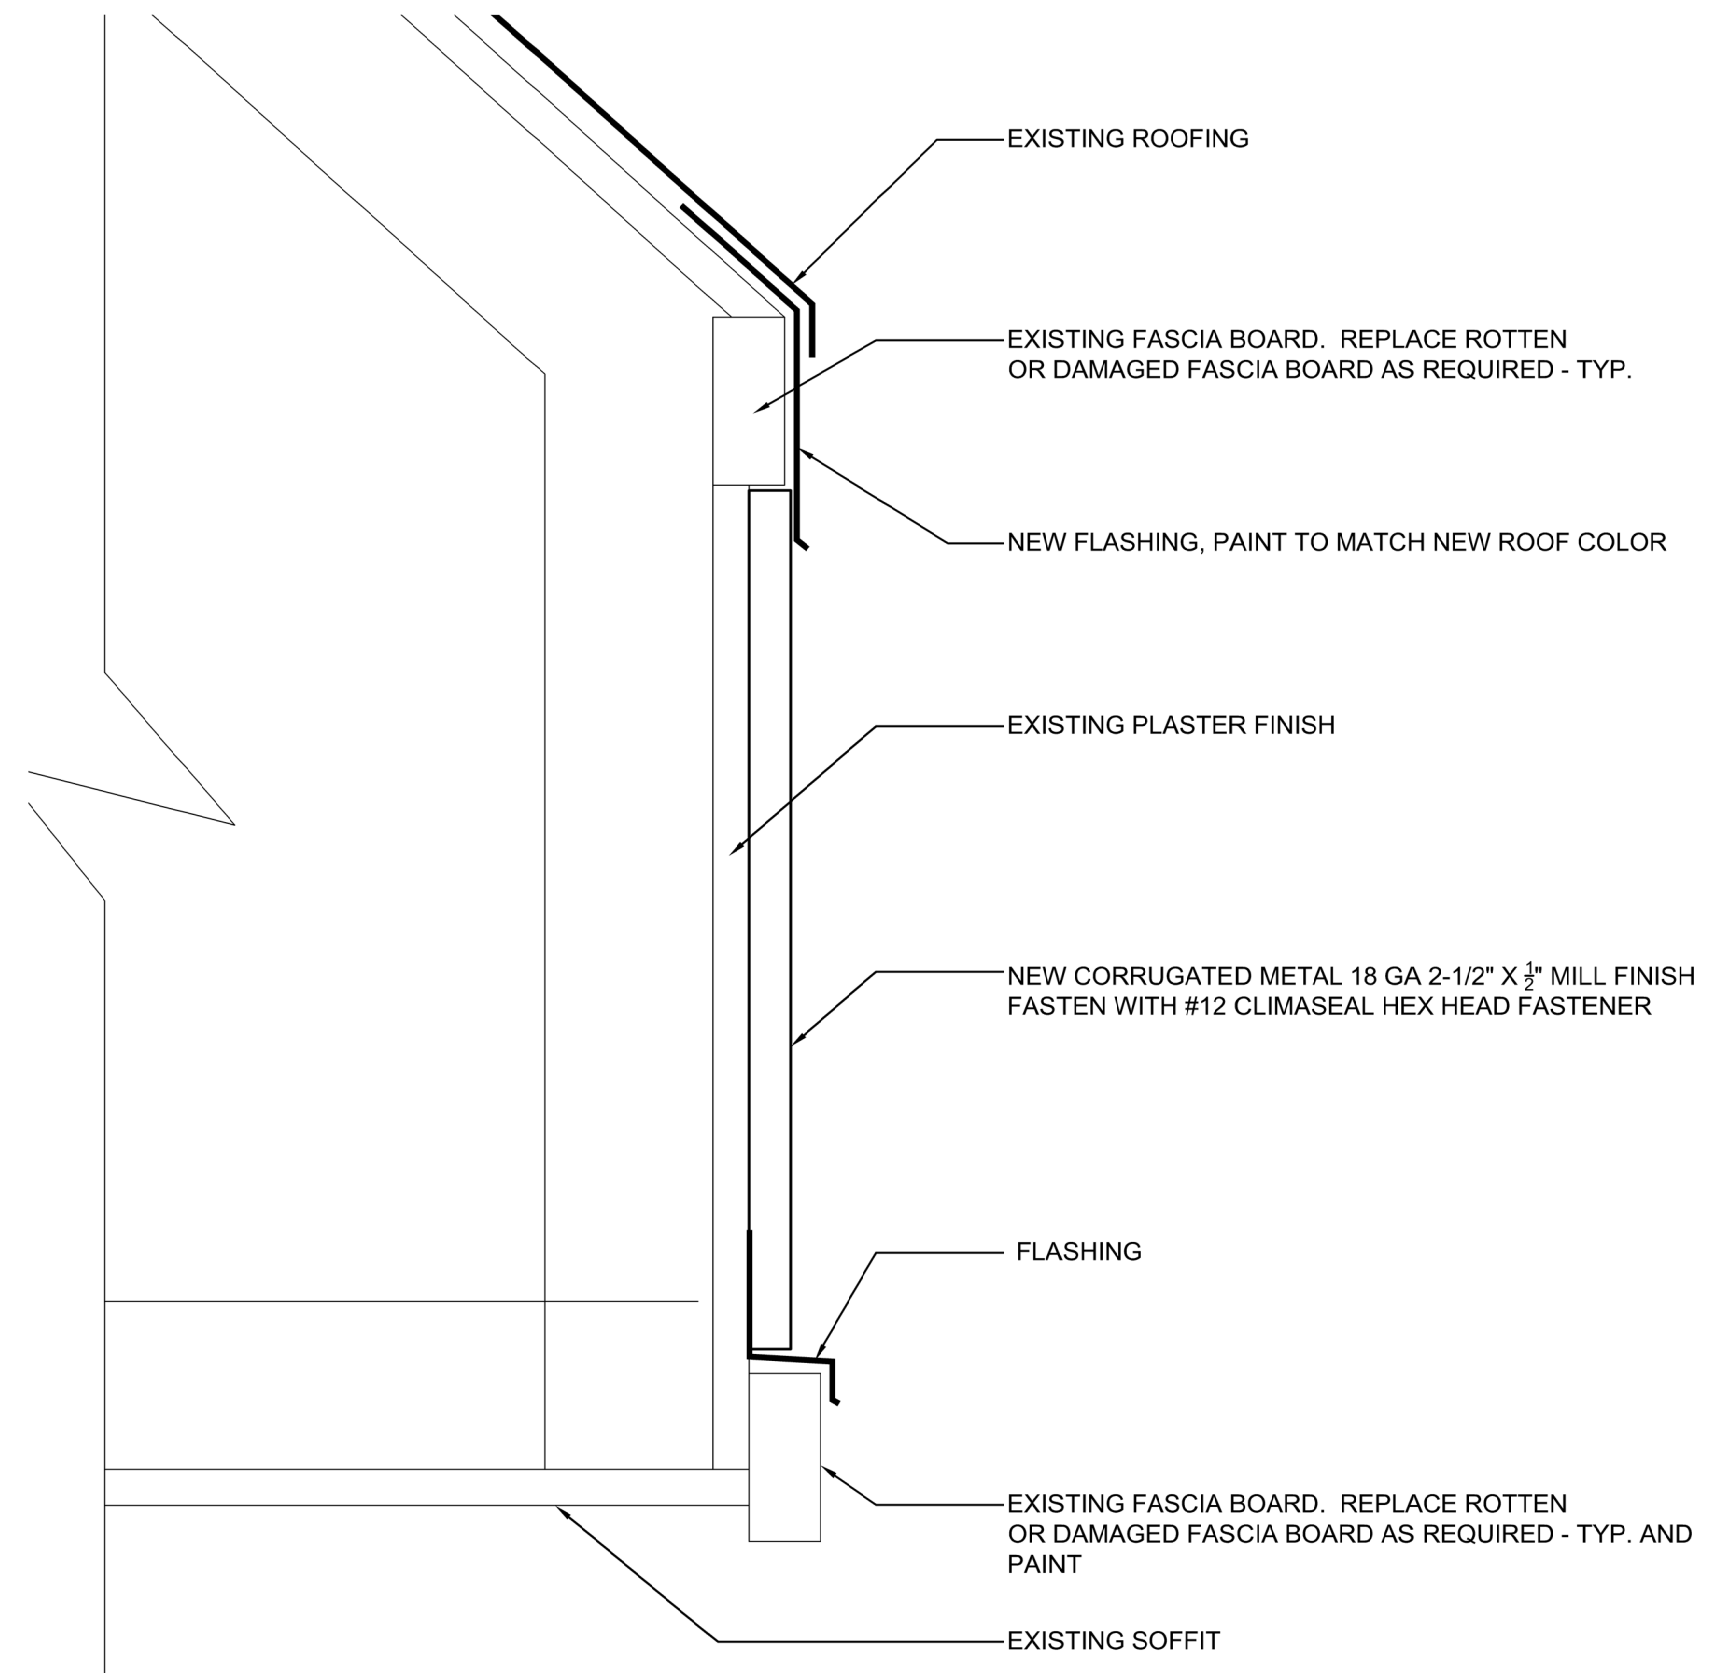 EXISTING ROOFING
EXISTING FASCIA BOARD. REPLACE ROTTEN
OR DAMAGED FASCIA BOARD AS REQUIRED - TYP.
NEW FLASHING, PAINT TO MATCH NEW ROOF COLOR
EXISTING PLASTER FINISH
NEW CORRUGATED METAL 18 GA 2-1/2" X ½" MILL FINISH
FASTEN WITH #12 CLIMASEAL HEX HEAD FASTENER
FLASHING
EXISTING FASCIA BOARD. REPLACE ROTTEN
OR DAMAGED FASCIA BOARD AS REQUIRED - TYP. AND
PAINT
EXISTING SOFFIT